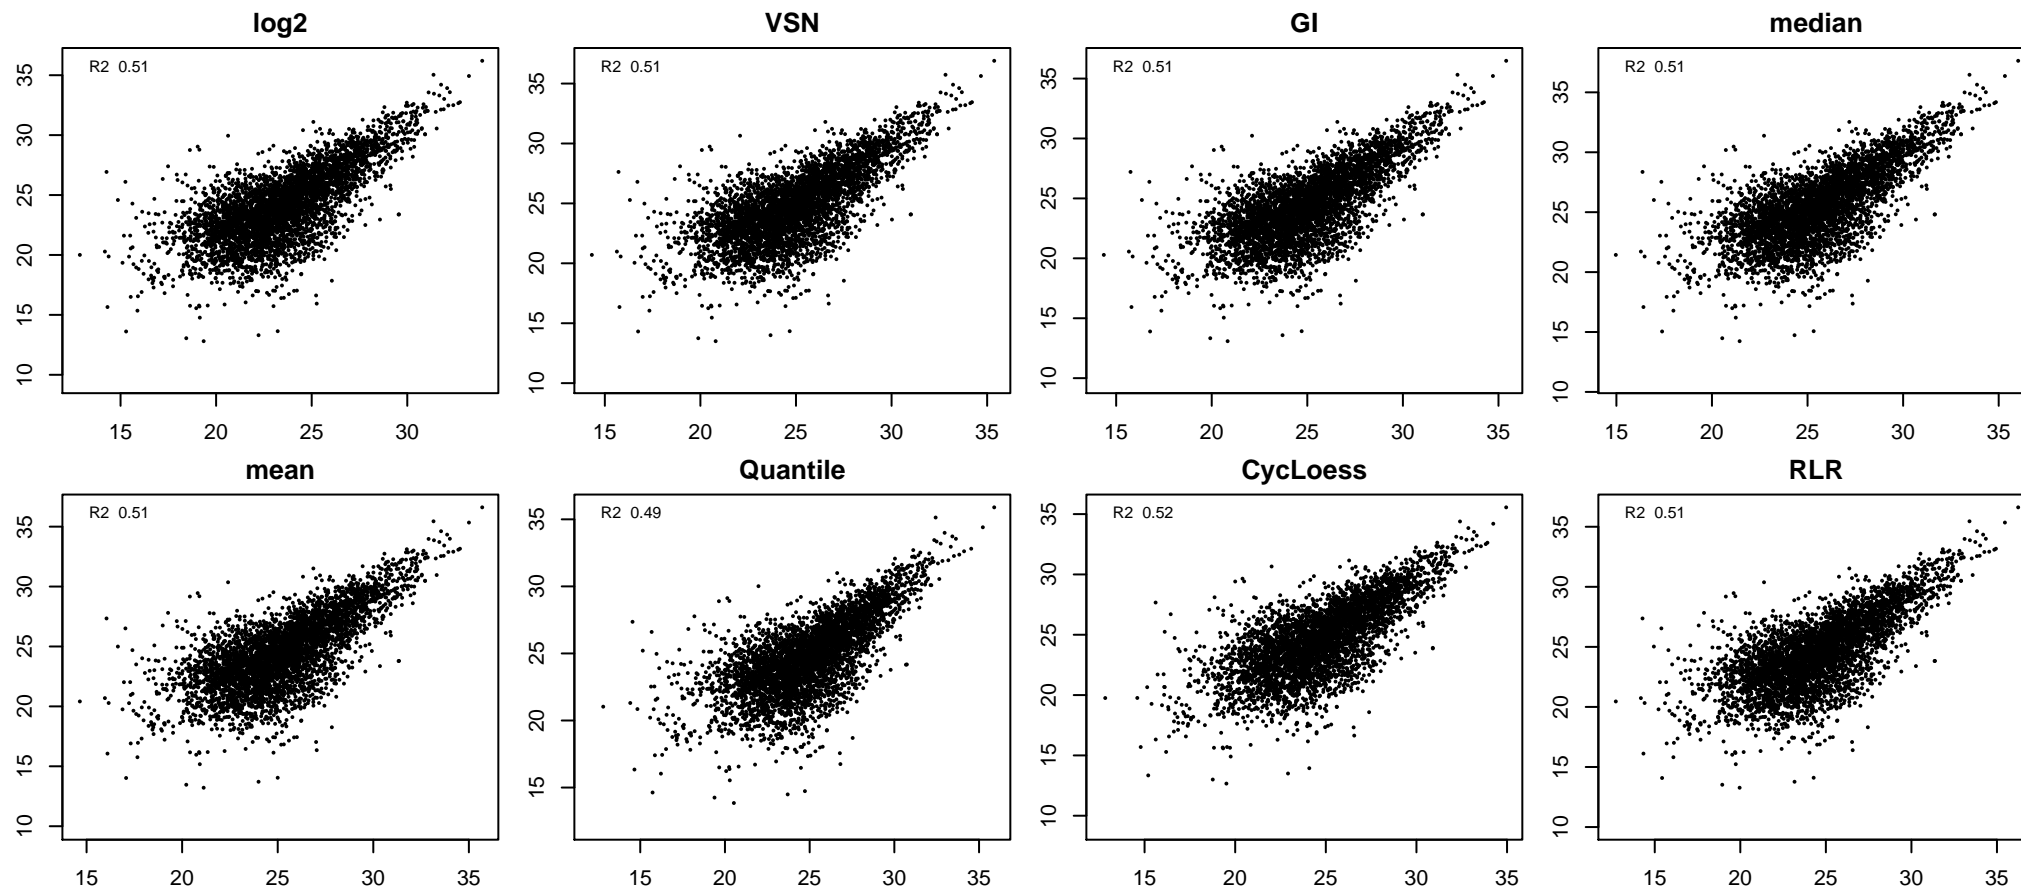 log2
VSN
GI
median
R2 0.51
R2 0.51
R2 0.51
R2 0.51
10 15 20 25 30 35
10 15 20 25 30 35
10 15 20 25 30 35
10 15 20 25 30 35
15 20 25 30
15 20 25 30 35
15 20 25 30 35
15 20 25 30 35
mean
Quantile
CycLoess
RLR
R2 0.51
R2 0.49
R2 0.52
R2 0.51
10 15 20 25 30 35
15 20 25 30 35
10 15 20 25 30 35
10 15 20 25 30 35
15 20 25 30 35
15 20 25 30 35
15 20 25 30 35
15 20 25 30 35